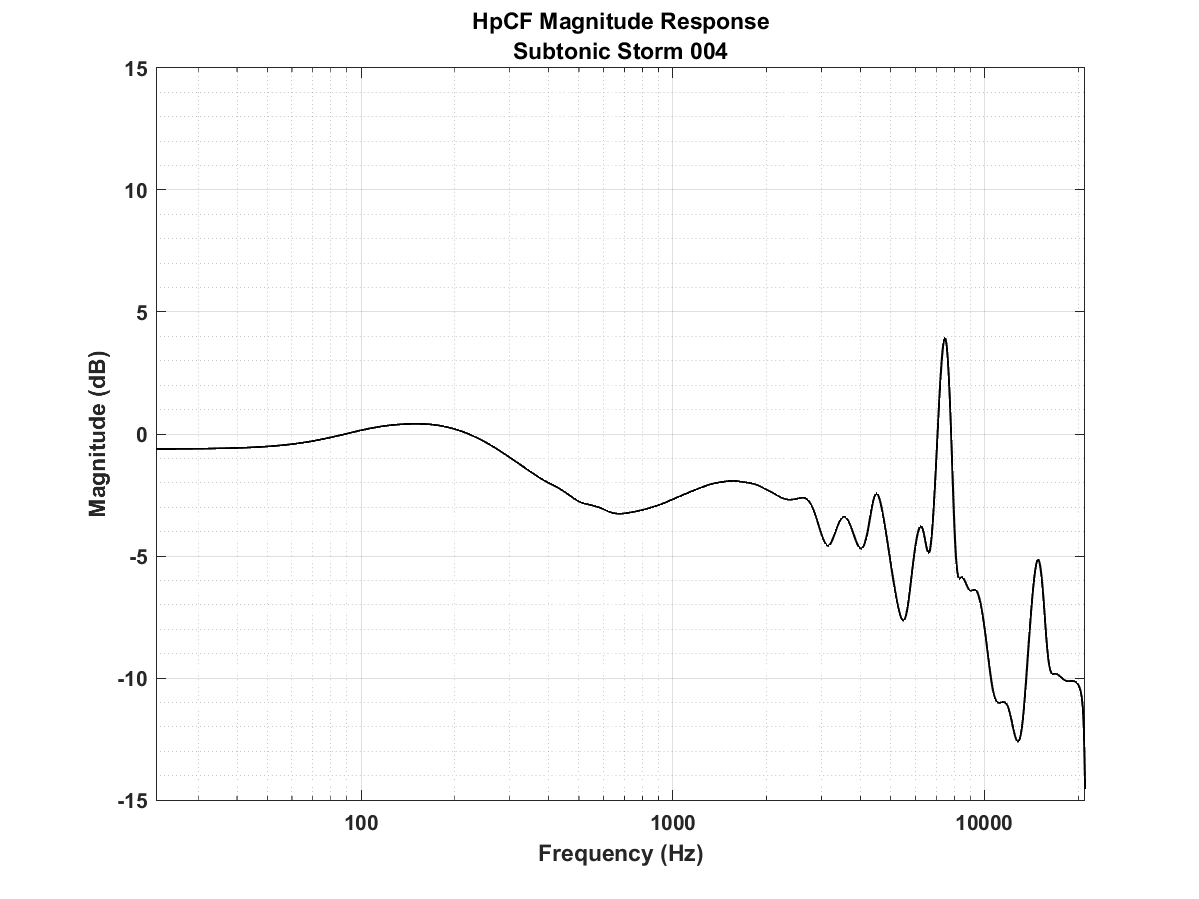 HpCF Magnitude Response
Subtonic Storm 004
15
10
5
0
-5
-10
-15
Magnitude (dB)
100
1000
10000
Frequency (Hz)